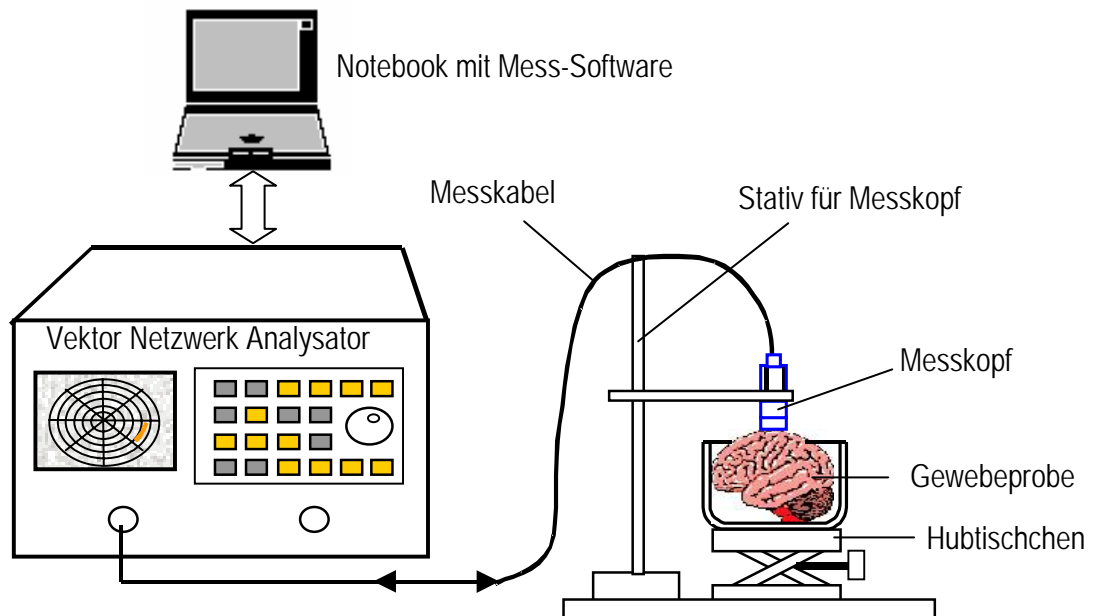 Notebook mit Mess-Software
Messkabel
Stativ für Messkopf
Vektor Netzwerk Analysator
Messkopf
Gewebeprobe
Hubtischchen